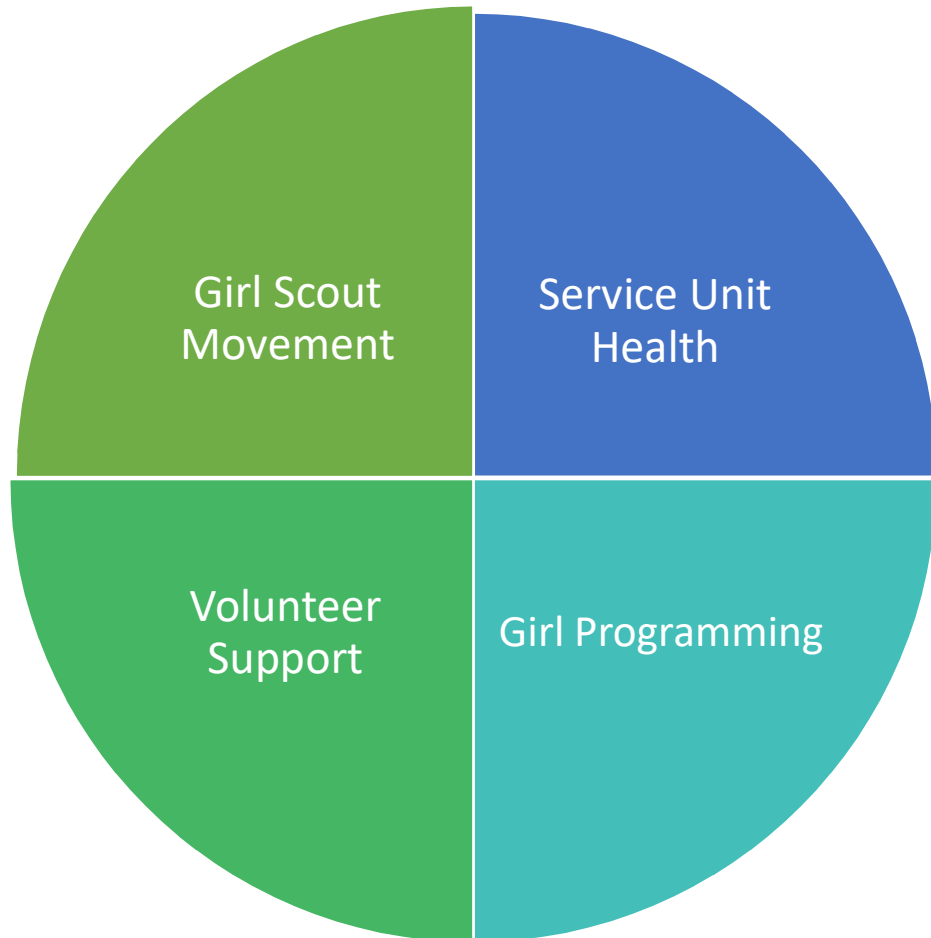 Girl Scout
Movement
Service Unit
Health
Volunteer
Support
Girl Programming